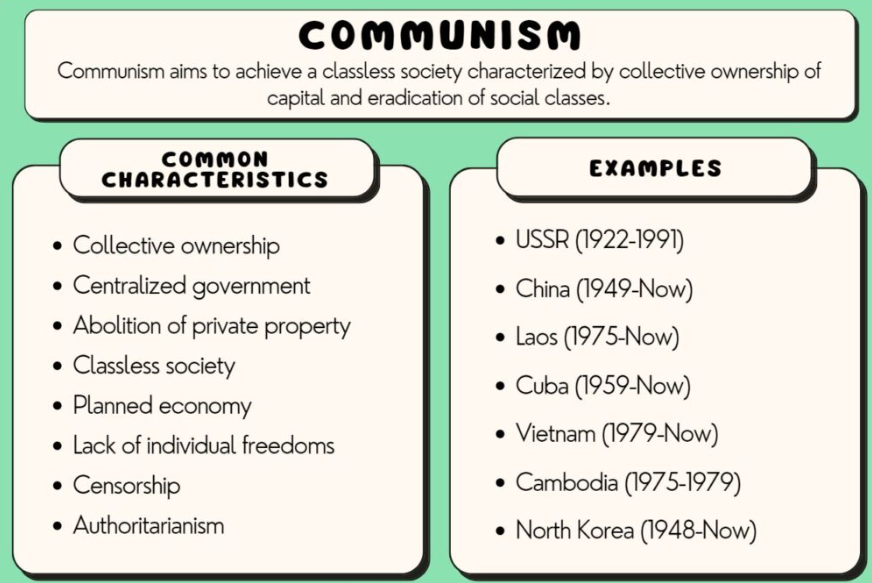 COMMUNISM
Communism aims to achieve a classless society characterized by collective ownership of
capital and eradication of social classes.
COMMON
CHARACTERISTICS
• Collective ownership
• Centralized government
• Abolition of private property
• Classless society
• Planned economy
• Lack of individual freedoms
• Censorship
• Authoritarianism
EXAMPLES
• USSR (1922-1991)
• China (1949-Now)
• Laos (1975-Now)
• Cuba (1959-Now)
• Vietnam (1979-Now)
• Cambodia (1975-1979)
• North Korea (1948-Now)